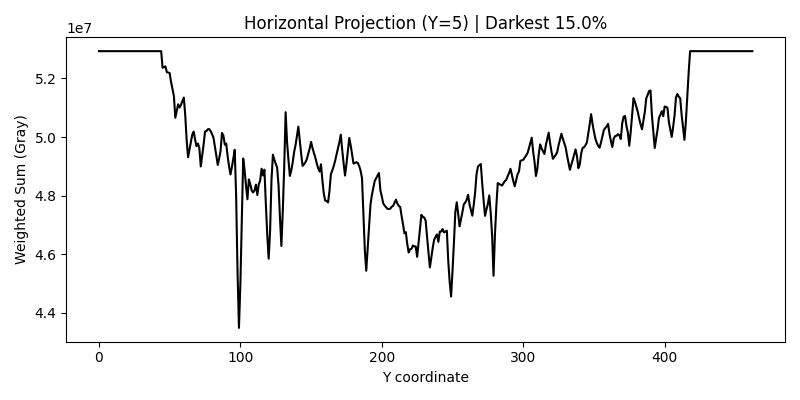 Horizontal Projection (Y=5) | Darkest 15.0%
1e7
5.2
5.0
4.8
4.6
4.4
Weighted Sum (Gray)
0 100 200 300 400
Y coordinate